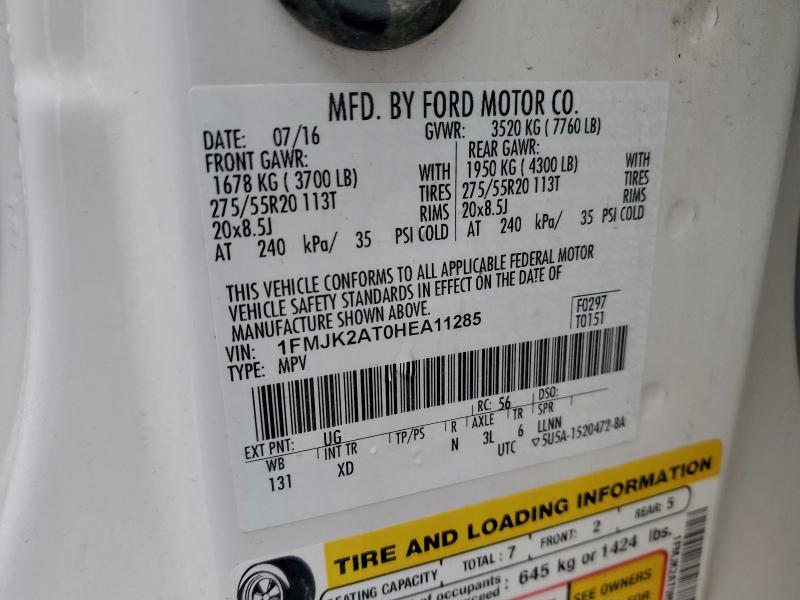 MFD. BY FORD MOTOR CO.
DATE: 07/16 GVWR: 3520 KG ( 7760 LB)
FRONT GAWR: REAR GAWR:
1678 KG ( 3700 LB) WITH 1950 KG ( 4300 LB) WITH
275/55R20 113T TIRES 275/55R20 113T TIRES
20x8.5J RIMS 20x8.5J RIMS
AT 240 kPa/ 35 PSI COLD AT 240 kPa/ 35 PSI COLD
THIS VEHICLE CONFORMS TO ALL APPLICABLE FEDERAL MOTOR
VEHICLE SAFETY STANDARDS IN EFFECT ON THE DATE OF
MANUFACTURE SHOWN ABOVE.
F0297
VIN: 1FMJK2AT0HEA11285 T0151
TYPE: MPV
EXT PNT: UG RC: 56 DSO:
WB INT TR TP/PS R AXLE TR SPR
131 XD N 3L 6 LLNN
UTC ▽5U5A-1520472-BA
TIRE AND LOADING INFORMATION
SEATING CAPACITY TOTAL: 7 FRONT: 2 REAR: 5
of occupants
exceed : 645 kg or 1424 lbs.
SEE OWNERS
FOR